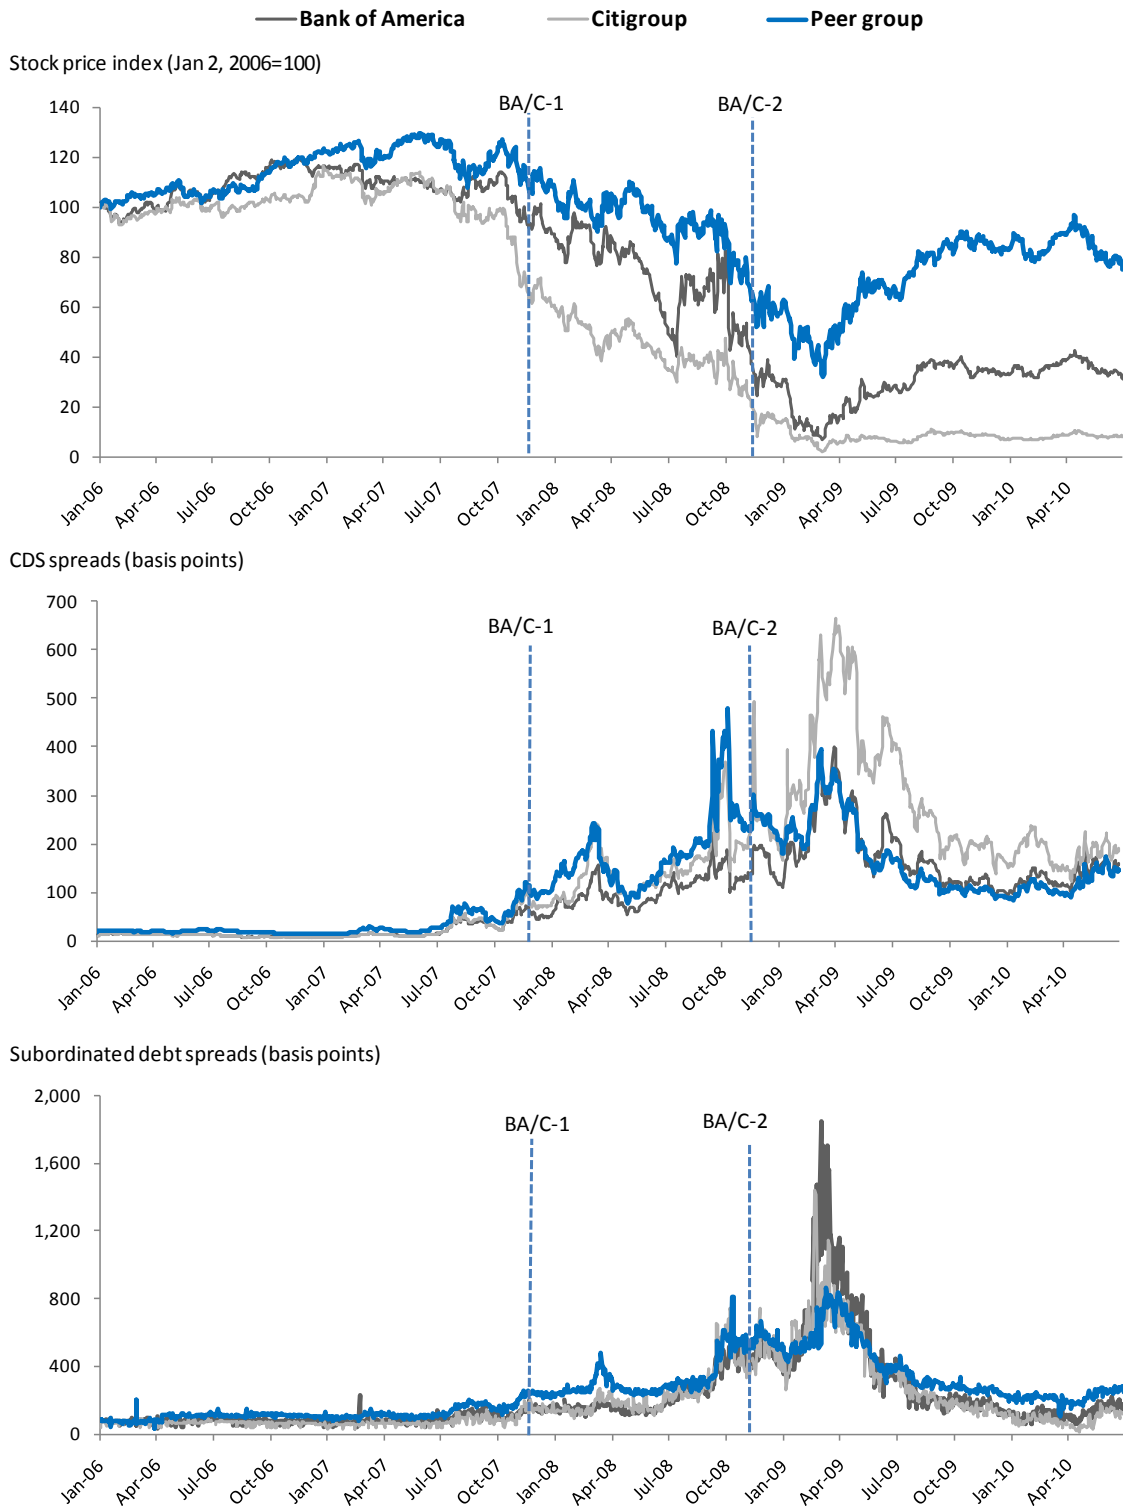 Bank of America Citigroup Peer group
Stock price index (Jan 2, 2006=100)
BA/C-1 BA/C-2
140
120
100
80
60
40
20
0
Jan-06 Apr-06 Jul-06 Oct-06 Jan-07 Apr-07 Jul-07 Oct-07 Jan-08 Apr-08 Jul-08 Oct-08 Jan-09 Apr-09 Jul-09 Oct-09 Jan-10 Apr-10
CDS spreads (basis points)
700
BA/C-1 BA/C-2
600
500
400
300
200
100
0
Jan-06 Apr-06 Jul-06 Oct-06 Jan-07 Apr-07 Jul-07 Oct-07 Jan-08 Apr-08 Jul-08 Oct-08 Jan-09 Apr-09 Jul-09 Oct-09 Jan-10 Apr-10
Subordinated debt spreads (basis points)
2,000
BA/C-1 BA/C-2
1,600
1,200
800
400
0
Jan-06 Apr-06 Jul-06 Oct-06 Jan-07 Apr-07 Jul-07 Oct-07 Jan-08 Apr-08 Jul-08 Oct-08 Jan-09 Apr-09 Jul-09 Oct-09 Jan-10 Apr-10